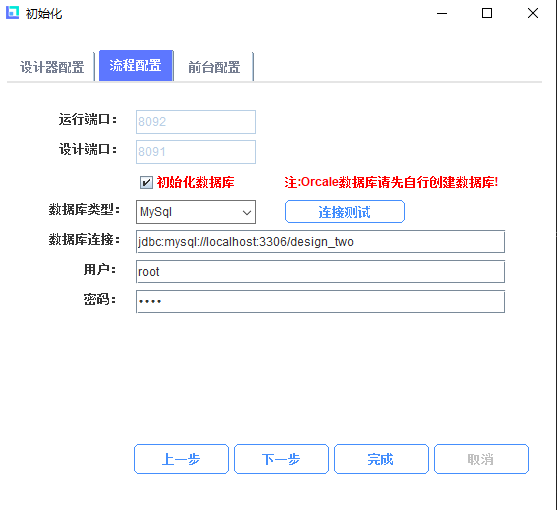 初始化
设计器配置 流程配置 前台配置
运行端口： 8092
设计端口： 8091
初始化数据库 注:Orcale数据库请先自行创建数据库!
数据库类型： MySql 连接测试
数据库连接： jdbc:mysql://localhost:3306/design_two
用户： root
密码： ••••
上一步 下一步 完成 取消